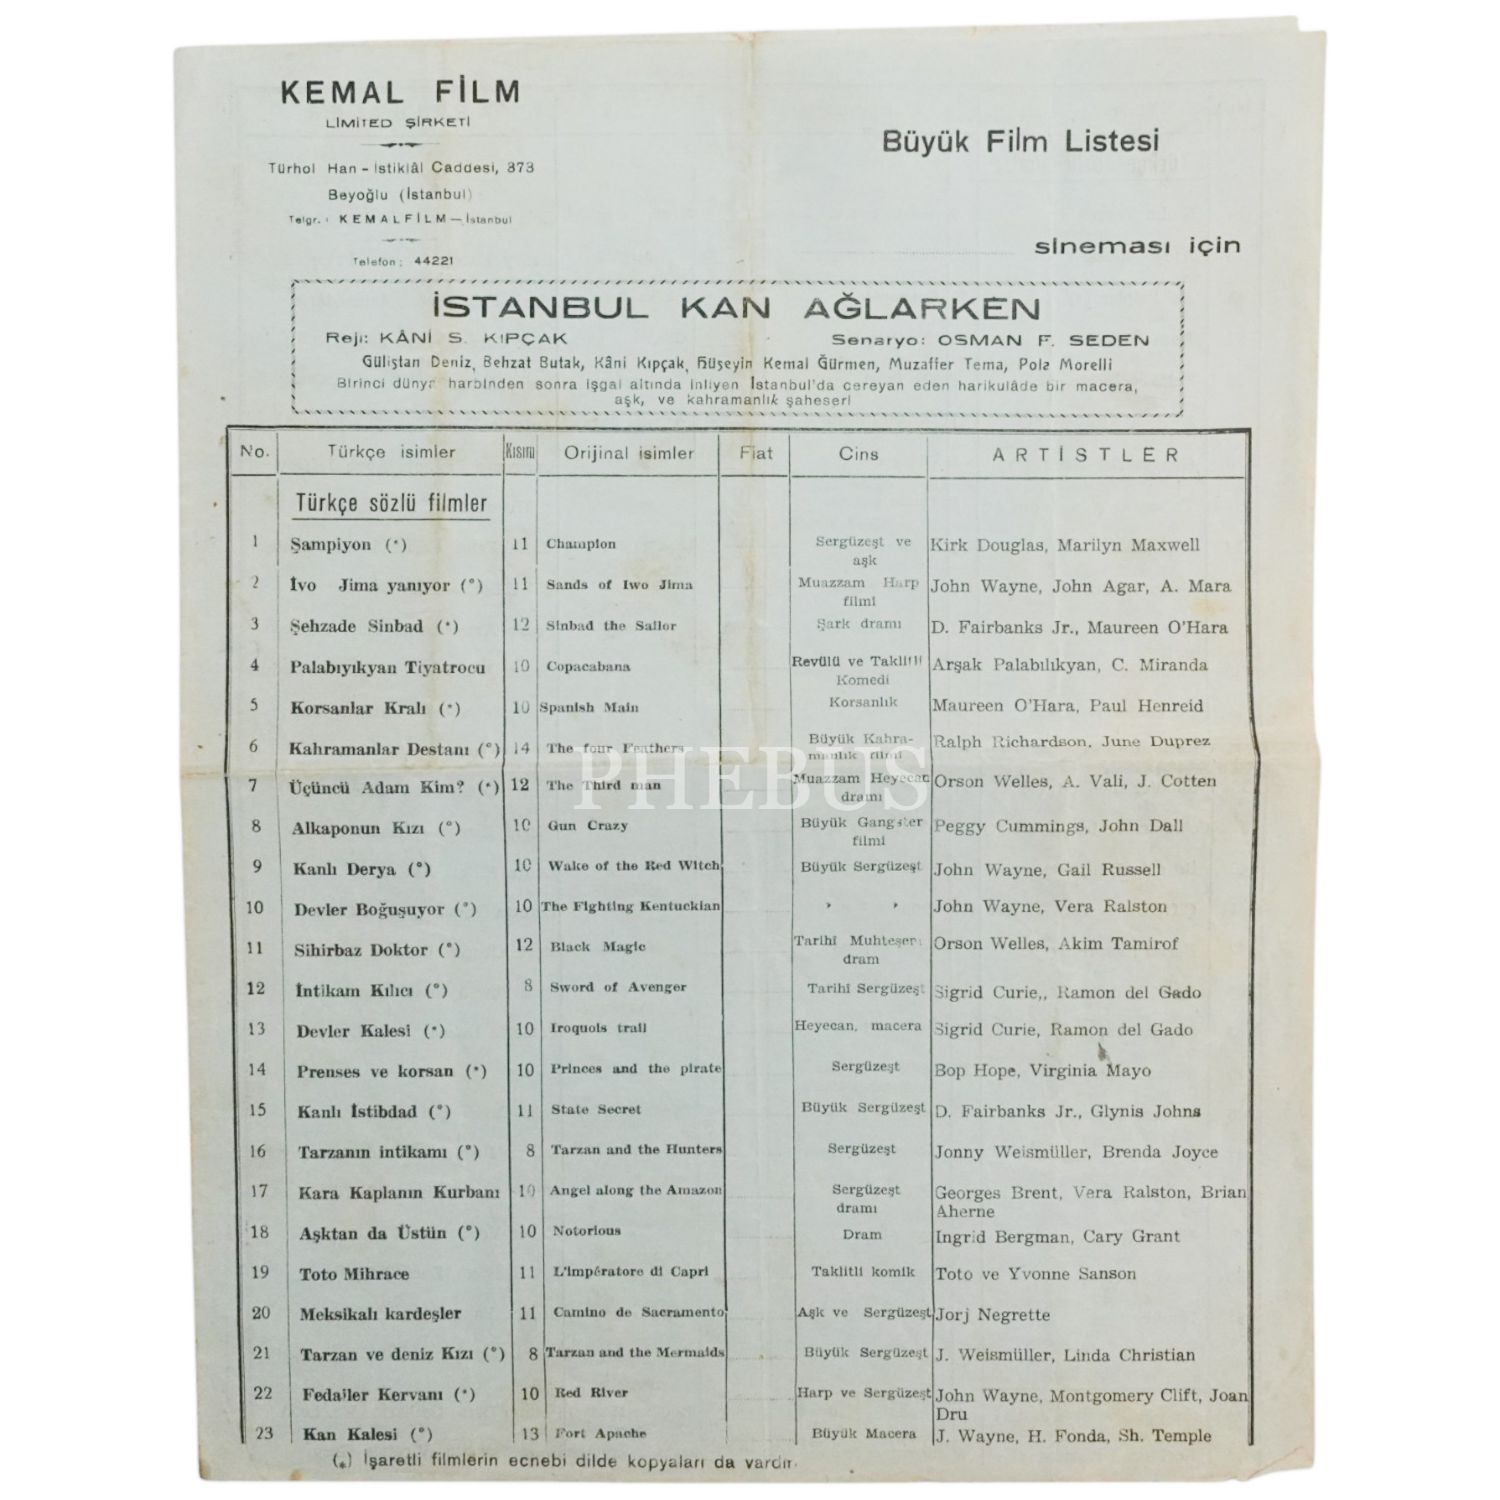 KEMAL FİLM
LİMİTED ŞİRKETİ
Türhol Han - İstiklâl Caddesi, 373
Beyoğlu (İstanbul)
Telgr. : KEMALFİLM — İstanbul
Telefon : 44221
Büyük Film Listesi
sineması için
İSTANBUL KAN AĞLARKEN
Reji: KÂNİ S. KIPÇAK Senaryo: OSMAN F. SEDEN
Gülistan Deniz, Behzat Butak, Kâni Kıpçak, Hüseyin Kemal Gürmen, Muzaffer Tema, Pola Morelli
Birinci dünya harbinden sonra işgal altında inliyen İstanbul'da cereyan eden harikulâde bir macera,
aşk, ve kahramanlık şaheseri
No. Türkçe isimler Kısım Orijinal isimler Fiat Cins ARTİSTLER
Türkçe sözlü filmler
1 Şampiyon (*) 11 Champion Sergüzeşt ve Kirk Douglas, Marilyn Maxwell
aşk
2 İvo Jima yanıyor (*) 11 Sands of Iwo Jima Muazzam Harp John Wayne, John Agar, A. Mara
filmi
3 Şehzade Sinbad (*) 12 Sinbad the Sailor Şark dramı D. Fairbanks Jr., Maureen O'Hara
4 Palabıyıkyan Tiyatrocu 10 Copacabana Revülü ve Taklitli Arşak Palabılıkyan, C. Miranda
Komedi
5 Korsanlar Kralı (*) 10 Spanish Main Korsanlık Maureen O'Hara, Paul Henreid
6 Kahramanlar Destanı (*) 14 The four Feathers Büyük Kahra- Ralph Richardson, June Duprez
manlık filmi
7 Üçüncü Adam Kim? (*) 12 The Third man Muazzam Heyecan Orson Welles, A. Vali, J. Cotten
dramı
PHEBUS
8 Alkaponun Kızı (*) 10 Gun Crazy Büyük Gangster Peggy Cummings, John Dall
filmi
9 Kanlı Derya (*) 10 Wake of the Red Witch Büyük Sergüzeşt John Wayne, Gail Russell
10 Devler Boğuşuyor (*) 10 The Fighting Kentuckian » » John Wayne, Vera Ralston
11 Sihirbaz Doktor (*) 12 Black Magic Tarihî Muhteşem Orson Welles, Akim Tamirof
dram
12 İntikam Kılıcı (*) 8 Sword of Avenger Tarihî Sergüzeşt Sigrid Curie,, Ramon del Gado
13 Devler Kalesi (*) 10 Iroquois trail Heyecan, macera Sigrid Curie, Ramon del Gado
14 Prenses ve korsan (*) 10 Princes and the pirate Sergüzeşt Bop Hope, Virginia Mayo
15 Kanlı İstibdad (*) 11 State Secret Büyük Sergüzeşt D. Fairbanks Jr., Glynis Johns
16 Tarzanın intikamı (*) 8 Tarzan and the Hunters Sergüzeşt Jonny Weismüller, Brenda Joyce
17 Kara Kaplanın Kurbanı 10 Angel along the Amazon Sergüzeşt Georges Brent, Vera Ralston, Brian
dramı Aherne
18 Aşktan da Üstün (*) 10 Notorious Dram Ingrid Bergman, Cary Grant
19 Toto Mihrace 11 L'impératore di Capri Taklitli komik Toto ve Yvonne Sanson
20 Meksikalı kardeşler 11 Camino de Sacramento Aşk ve Sergüzeşt Jorj Negrette
21 Tarzan ve deniz Kızı (*) 8 Tarzan and the Mermaids Büyük Sergüzeşt J. Weismüller, Linda Christian
22 Fedailer Kervanı (*) 10 Red River Harp ve Sergüzeşt John Wayne, Montgomery Clift, Joan
Dru
23 Kan Kalesi (*) 13 Fort Apache Büyük Macera J. Wayne, H. Fonda, Sh. Temple
(*) İşaretli filmlerin ecnebi dilde kopyaları da vardır.